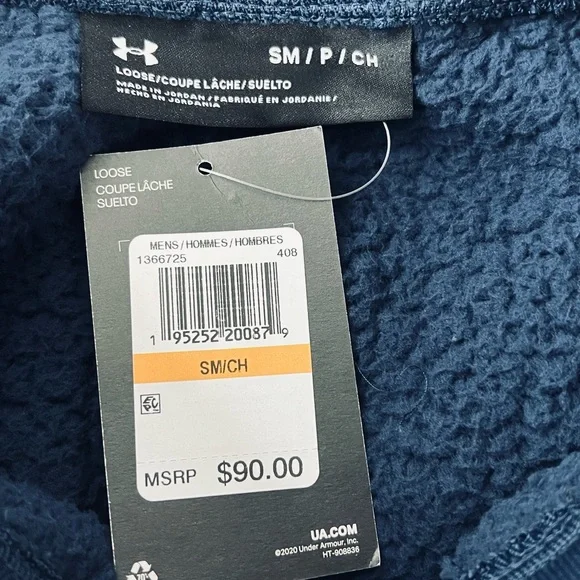 SM / P / CH
LOOSE/COUPE LÂCHE/SUELTO
MADE IN JORDAN / FABRIQUÉ EN JORDANIE/
HECHO EN JORDANIA
LOOSE
COUPE LÂCHE
SUELTO
MENS / HOMMES / HOMBRES
1366725 408
1 95252 20087 9
SM/CH
MSRP $90.00
UA.COM
©2020 Under Armour, Inc.
HT-908836